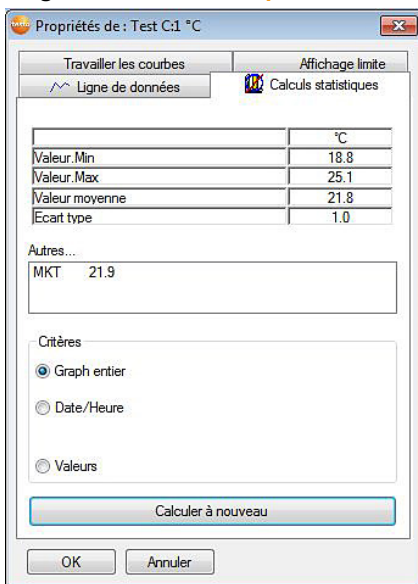 testo Propriétés de : Test C:1 °C
Travailler les courbes Affichage limite
Ligne de données Calculs statistiques
°C
Valeur.Min 18.8
Valeur.Max 25.1
Valeur moyenne 21.8
Ecart type 1.0
Autres...
MKT 21.9
Critères
Graph entier
Date/Heure
Valeurs
Calculer à nouveau
OK Annuler